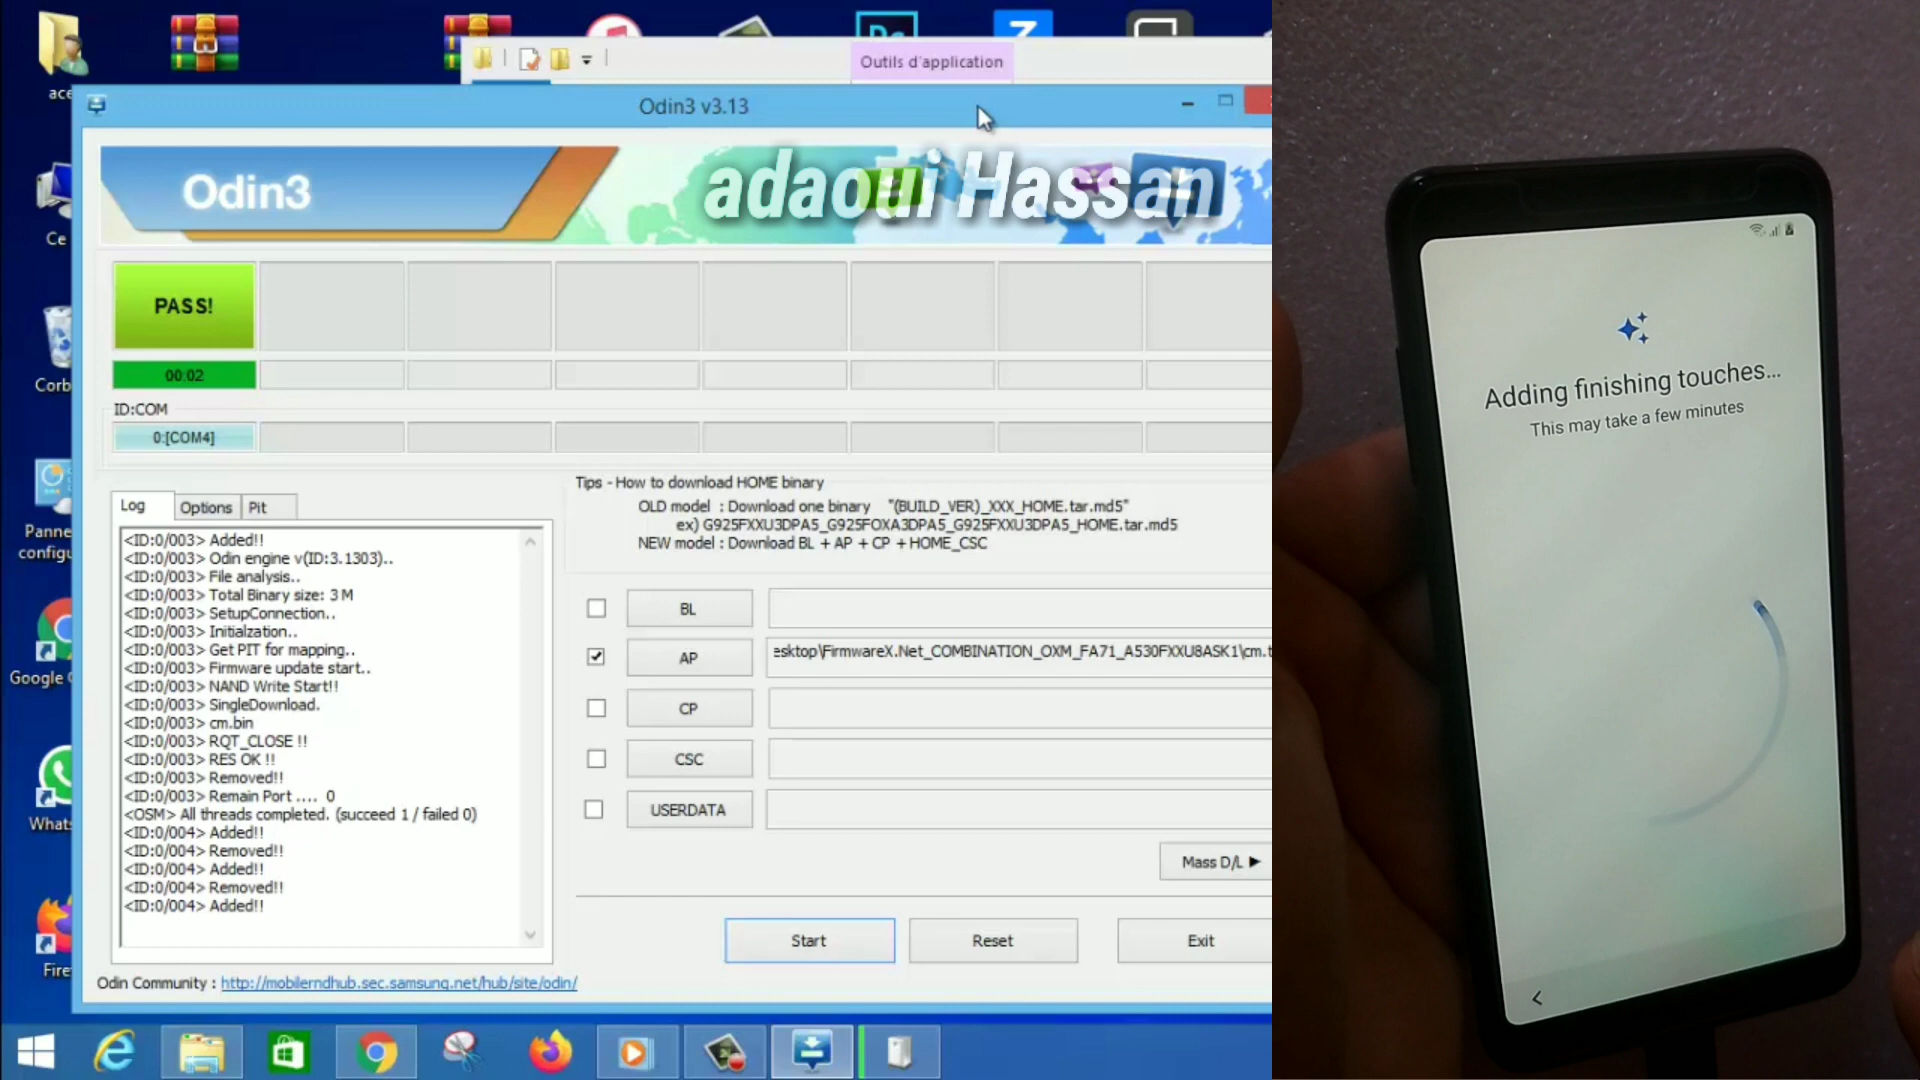 Outils d'application
Odin3 v3.13
Odin3
adaoui Hassan
PASS!
00:02
ID:COM
0:[COM4]
Log
Options
Pit
<ID:0/003> Added!!
<ID:0/003> Odin engine v(ID:3.1303)..
<ID:0/003> File analysis..
<ID:0/003> Total Binary size: 3 M
<ID:0/003> SetupConnection..
<ID:0/003> Initialzation..
<ID:0/003> Get PIT for mapping..
<ID:0/003> Firmware update start..
<ID:0/003> NAND Write Start!!
<ID:0/003> SingleDownload.
<ID:0/003> cm.bin
<ID:0/003> RQT_CLOSE !!
<ID:0/003> RES OK !!
<ID:0/003> Removed!!
<ID:0/003> Remain Port .... 0
<OSM> All threads completed. (succeed 1 / failed 0)
<ID:0/004> Added!!
<ID:0/004> Removed!!
<ID:0/004> Added!!
<ID:0/004> Removed!!
<ID:0/004> Added!!
Tips - How to download HOME binary
OLD model : Download one binary "(BUILD_VER)_XXX_HOME.tar.md5"
ex) G925FXXU3DPA5_G925FOXA3DPA5_G925FXXU3DPA5_HOME.tar.md5
NEW model : Download BL + AP + CP + HOME_CSC
BL
AP
esktop\FirmwareX.Net_COMBINATION_OXM_FA71_A530FXXU8ASK1\cm.t
CP
CSC
USERDATA
Mass D/L
Start
Reset
Exit
Odin Community : http://mobilerndhub.sec.samsung.net/hub/site/odin/
ace
Ce
Corb
Panne
configu
Google
Whats
Fire
Adding finishing touches...
This may take a few minutes